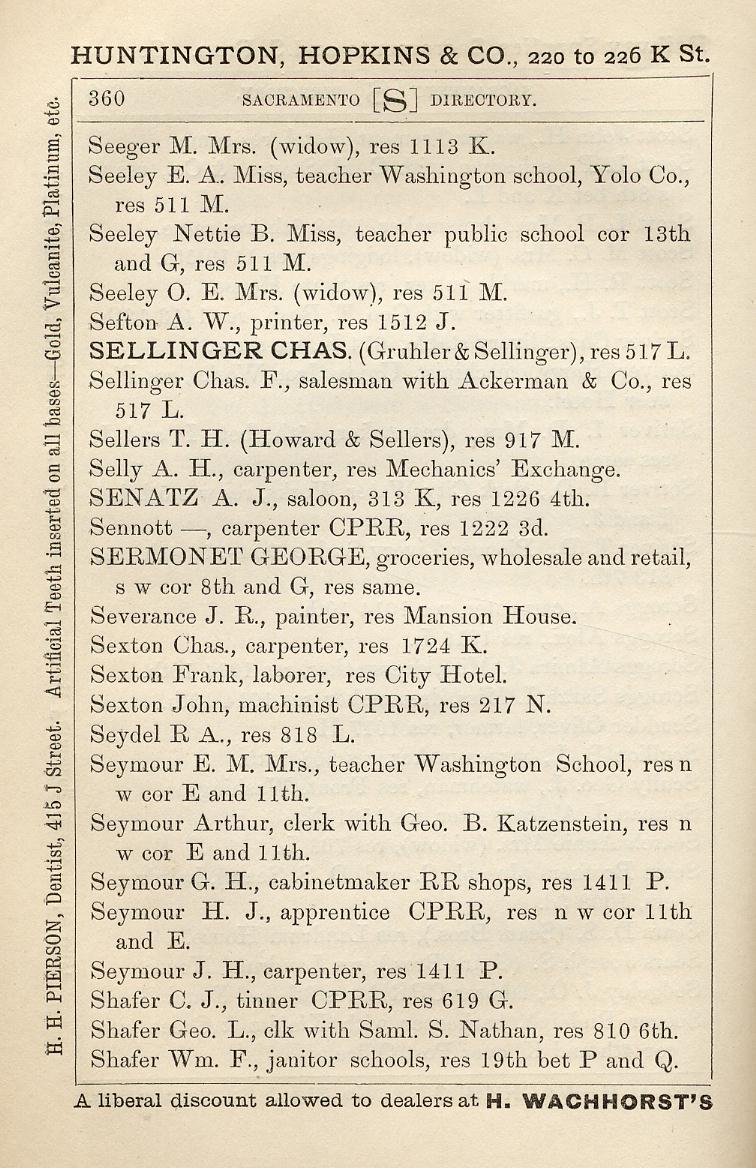 HUNTINGTON, HOPKINS & CO., 220 to 226 K St.
360 SACRAMENTO [S] DIRECTORY.
Seeger M. Mrs. (widow), res 1113 K.
Seeley E. A. Miss, teacher Washington school, Yolo Co.,
res 511 M.
Seeley Nettie B. Miss, teacher public school cor 13th
and G, res 511 M.
Seeley O. E. Mrs. (widow), res 511 M.
Sefton A. W., printer, res 1512 J.
SELLINGER CHAS. (Gruhler & Sellinger), res 517 L.
Sellinger Chas. F., salesman with Ackerman & Co., res
517 L.
Sellers T. H. (Howard & Sellers), res 917 M.
Selly A. H., carpenter, res Mechanics' Exchange.
SENATZ A. J., saloon, 313 K, res 1226 4th.
Sennott —, carpenter CPRR, res 1222 3d.
SERMONET GEORGE, groceries, wholesale and retail,
s w cor 8th and G, res same.
Severance J. R., painter, res Mansion House.
Sexton Chas., carpenter, res 1724 K.
Sexton Frank, laborer, res City Hotel.
Sexton John, machinist CPRR, res 217 N.
Seydel R A., res 818 L.
Seymour E. M. Mrs., teacher Washington School, res n
w cor E and 11th.
Seymour Arthur, clerk with Geo. B. Katzenstein, res n
w cor E and 11th.
Seymour G. H., cabinetmaker RR shops, res 1411 P.
Seymour H. J., apprentice CPRR, res n w cor 11th
and E.
Seymour J. H., carpenter, res 1411 P.
Shafer C. J., tinner CPRR, res 619 G.
Shafer Geo. L., clk with Saml. S. Nathan, res 810 6th.
Shafer Wm. F., janitor schools, res 19th bet P and Q.
A liberal discount allowed to dealers at H. WACHHORST'S
H. H. PIERSON, Dentist, 415 J Street. Artificial Teeth inserted on all bases—Gold, Vulcanite, Platinum, etc.